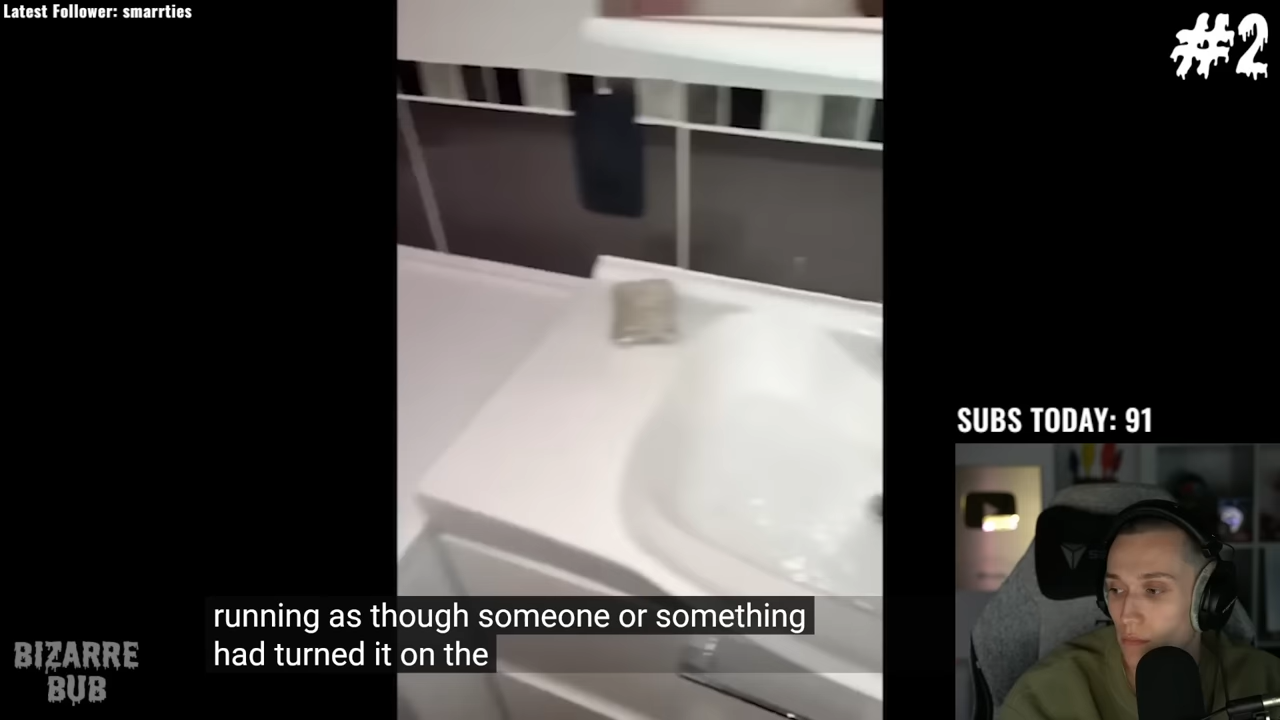 Latest Follower: smarrties
#2
SUBS TODAY: 91
running as though someone or something
had turned it on the
BIZARRE
BUB